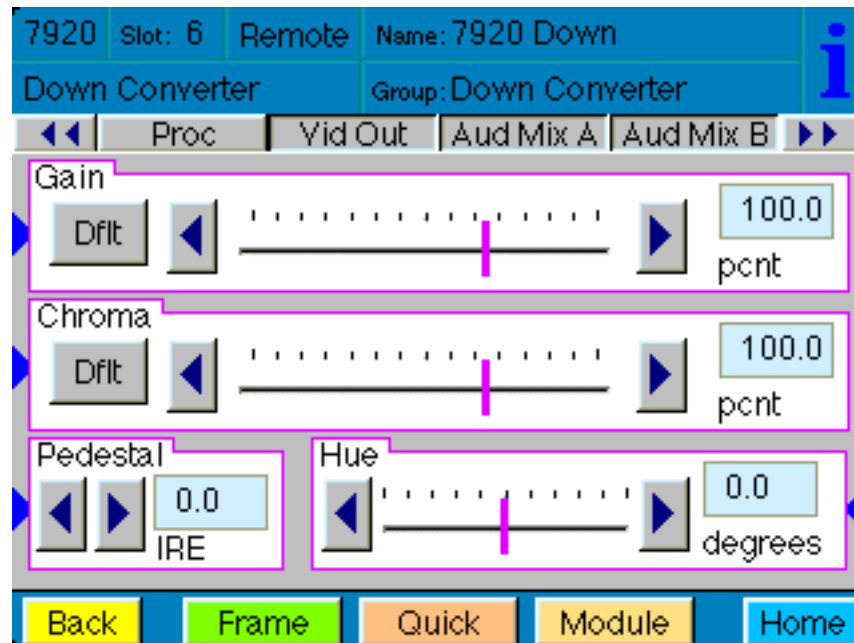 7920 Slot: 6 Remote Name: 7920 Down
Down Converter Group: Down Converter
i
Proc Vid Out Aud Mix A Aud Mix B
Gain
Dflt 100.0
pcnt
Chroma
Dflt 100.0
pcnt
Pedestal Hue
0.0 0.0
IRE degrees
Back Frame Quick Module Home